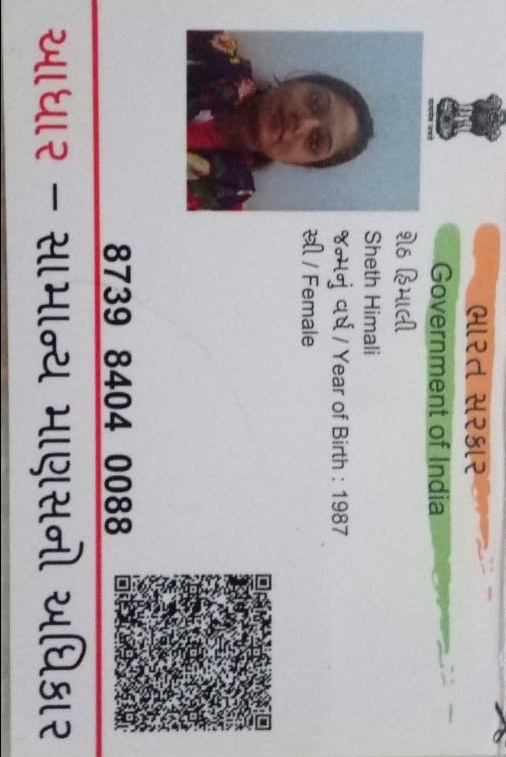 ભારત સરકાર
Government of India
શેઠ હિમાલી
Sheth Himali
જન્મનું વર્ષ / Year of Birth : 1987
સ્ત્રી / Female
8739 8404 0088
આધાર – સામાન્ય માણસનો અધિકાર